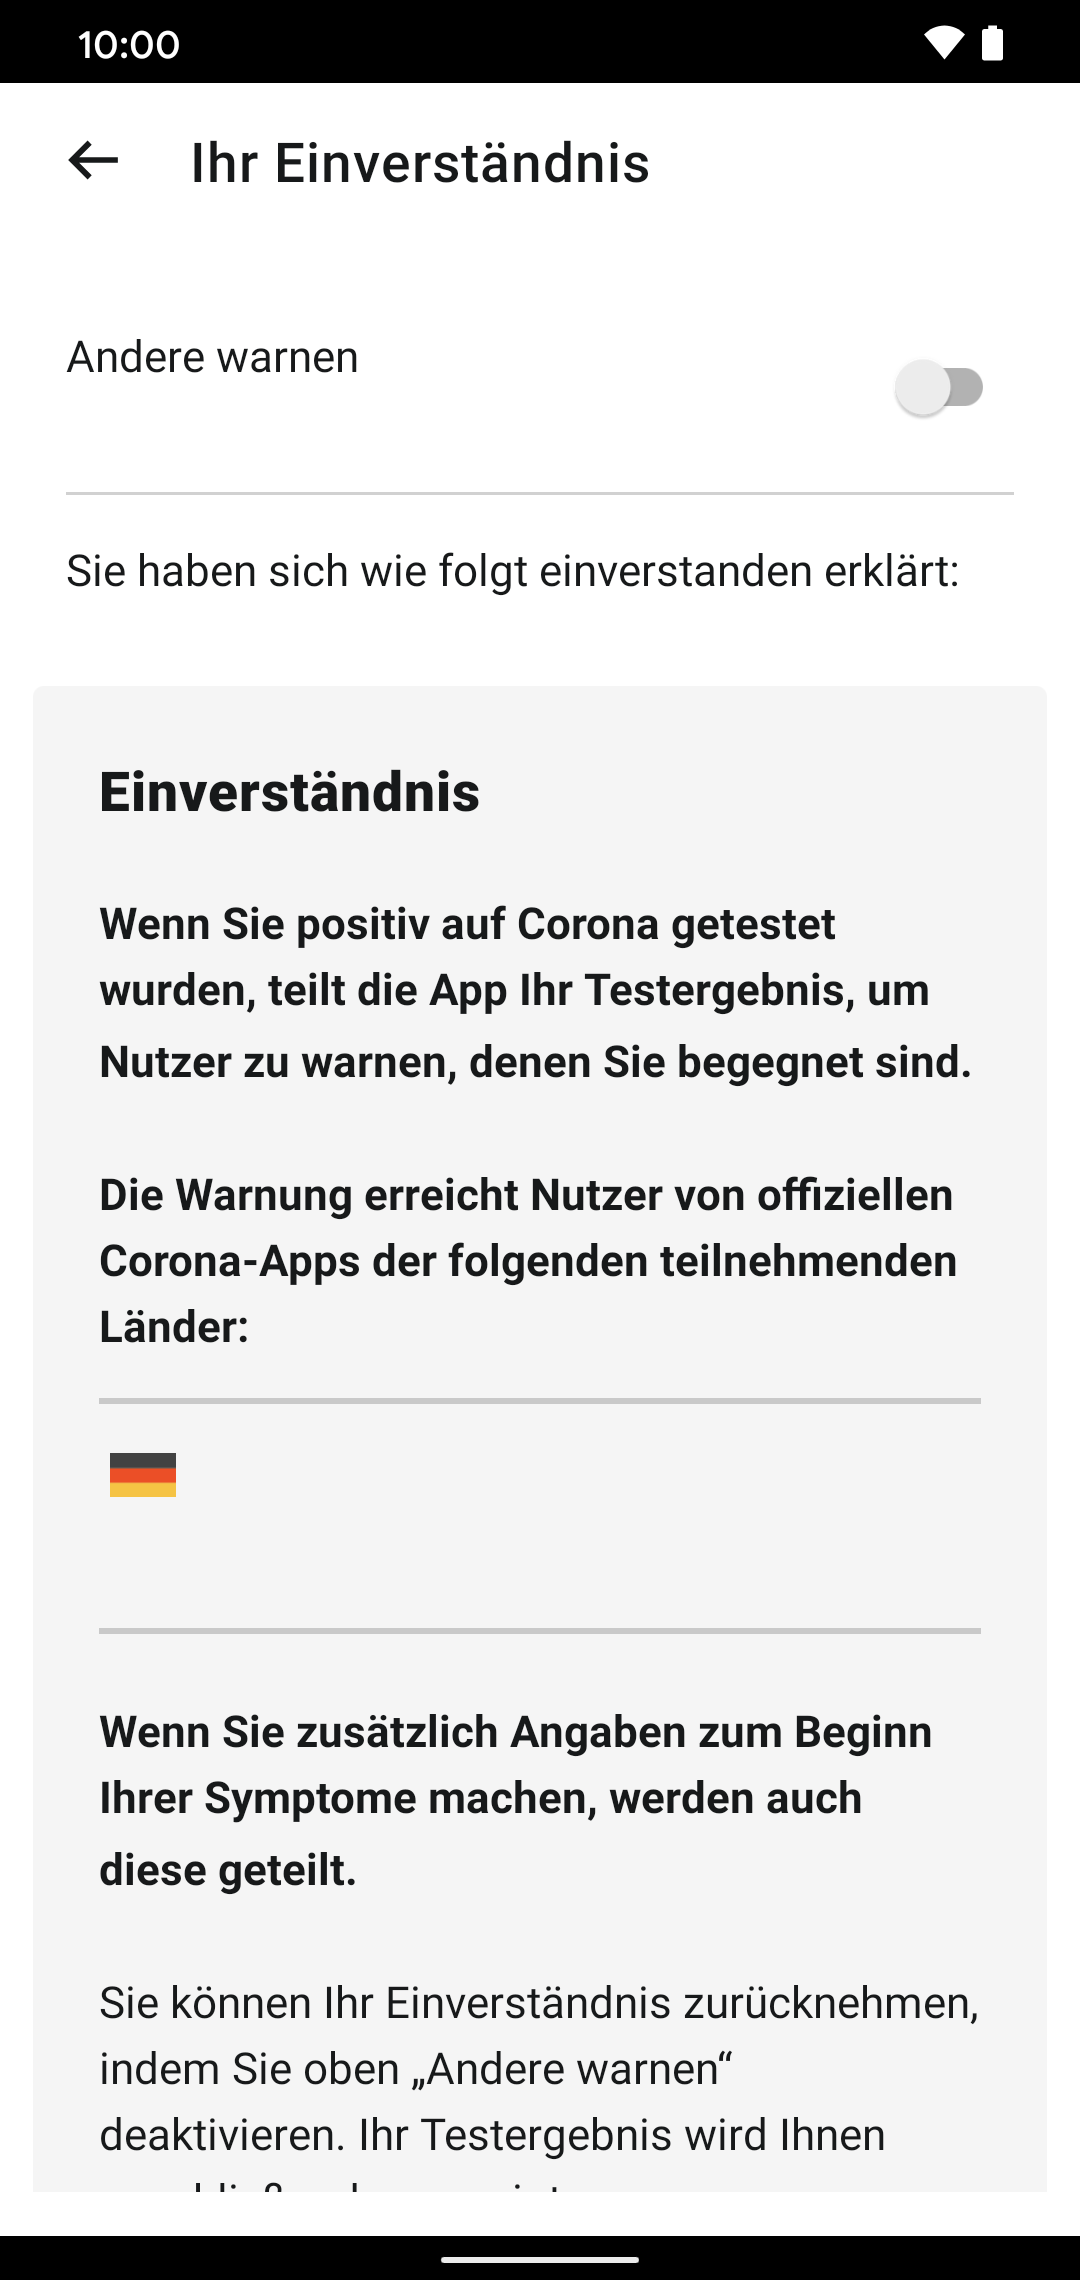 10:00
Ihr Einverständnis
Andere warnen
Sie haben sich wie folgt einverstanden erklärt:
Einverständnis
Wenn Sie positiv auf Corona getestet
wurden, teilt die App Ihr Testergebnis, um
Nutzer zu warnen, denen Sie begegnet sind.
Die Warnung erreicht Nutzer von offiziellen
Corona-Apps der folgenden teilnehmenden
Länder:
Wenn Sie zusätzlich Angaben zum Beginn
Ihrer Symptome machen, werden auch
diese geteilt.
Sie können Ihr Einverständnis zurücknehmen,
indem Sie oben „Andere warnen“
deaktivieren. Ihr Testergebnis wird Ihnen